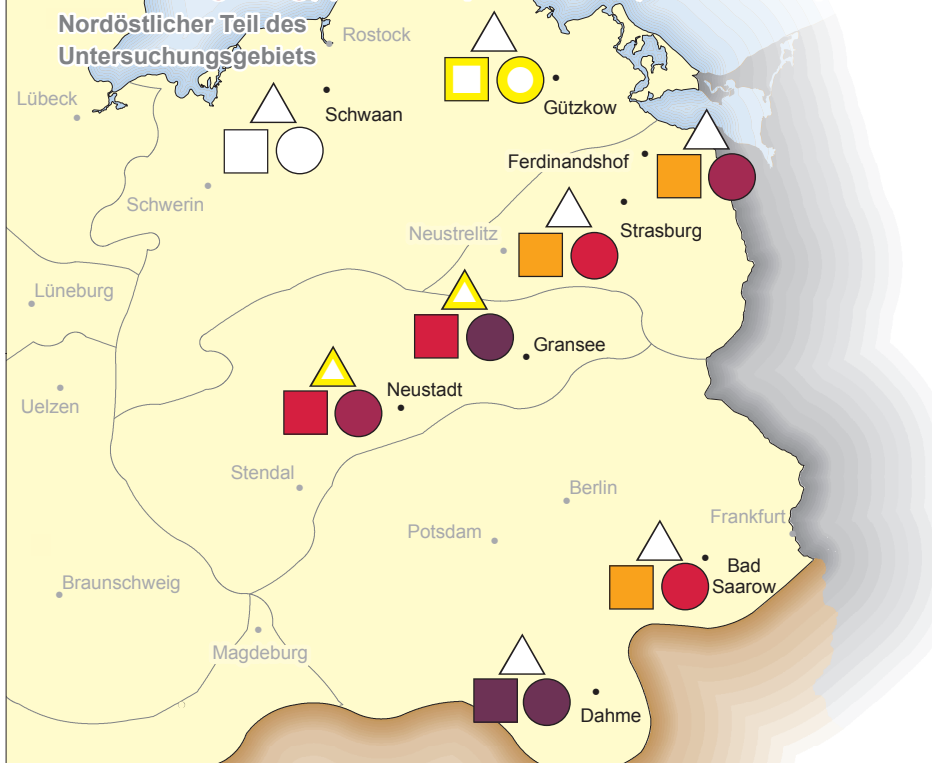 Nordöstlicher Teil des
Untersuchungsgebiets
Rostock
Lübeck
Schwaan
Gützkow
Ferdinandshof
Schwerin
Strasburg
Neustrelitz
Lüneburg
Gransee
Neustadt
Uelzen
Stendal
Berlin
Frankfurt
Potsdam
Bad
Saarow
Braunschweig
Magdeburg
Dahme